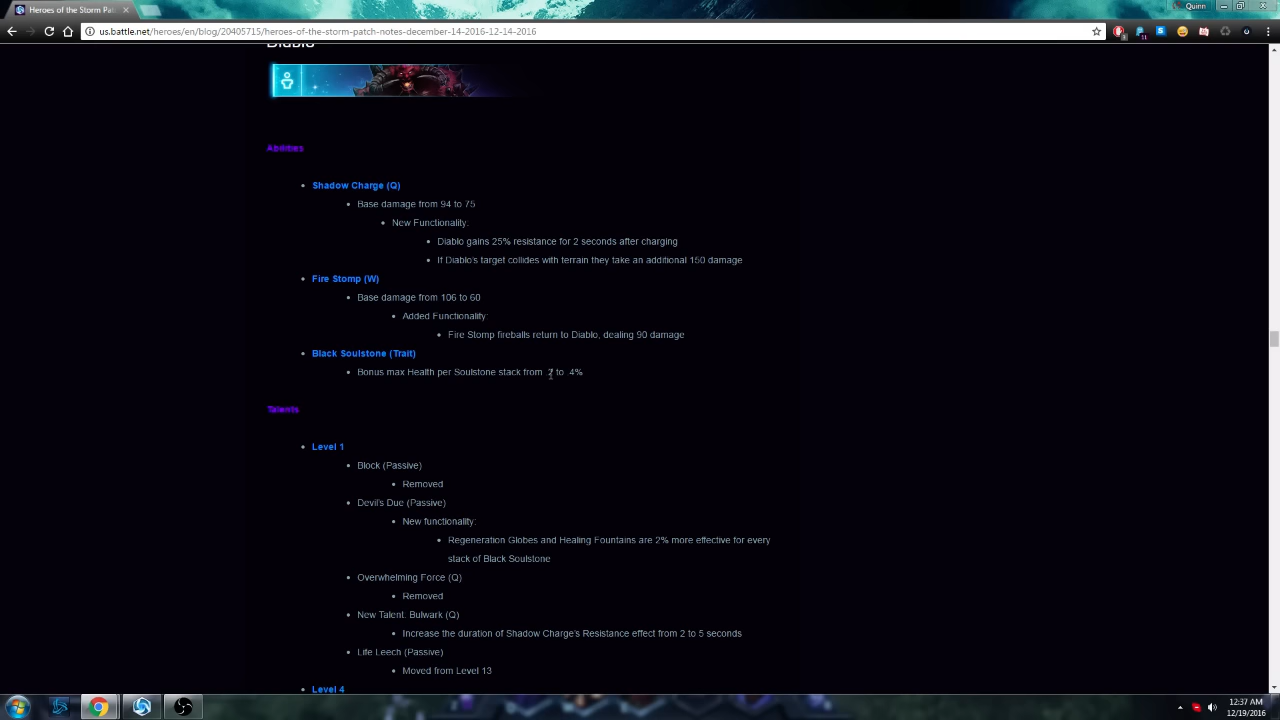 Heroes of the Storm Pat
Quinn
us.battle.net/heroes/en/blog/20405715/heroes-of-the-storm-patch-notes-december-14-2016-12-14-2016
Diablo
Abilities
Shadow Charge (Q)
Base damage from 94 to 75
New Functionality:
Diablo gains 25% resistance for 2 seconds after charging
If Diablo's target collides with terrain they take an additional 150 damage
Fire Stomp (W)
Base damage from 106 to 60
Added Functionality:
Fire Stomp fireballs return to Diablo, dealing 90 damage
Black Soulstone (Trait)
Bonus max Health per Soulstone stack from .2 to .4%
Talents
Level 1
Block (Passive)
Removed
Devil's Due (Passive)
New functionality:
Regeneration Globes and Healing Fountains are 2% more effective for every
stack of Black Soulstone
Overwhelming Force (Q)
Removed
New Talent: Bulwark (Q)
Increase the duration of Shadow Charge's Resistance effect from 2 to 5 seconds
Life Leech (Passive)
Moved from Level 13
Level 4
12:37 AM
12/19/2016